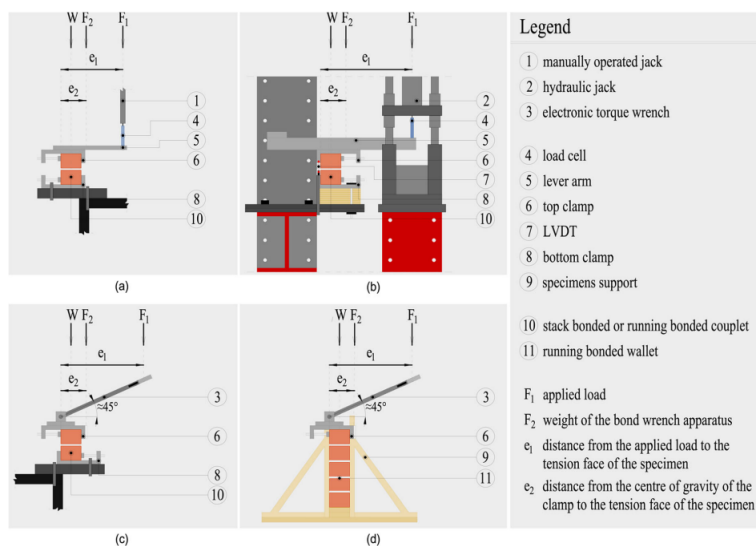 W F₂ F₁
e₁
e₂
1
4
5
6
8
10
(a)
W F₂ F₁
e₁
e₂
2
4
5
6
7
8
10
(b)
W F₂ F₁
e₁
e₂
≈45°
3
6
8
10
(c)
W F₂ F₁
e₁
e₂
≈45°
3
6
9
11
(d)
Legend
1 manually operated jack
2 hydraulic jack
3 electronic torque wrench
4 load cell
5 lever arm
6 top clamp
7 LVDT
8 bottom clamp
9 specimens support
10 stack bonded or running bonded couplet
11 running bonded wallet
F₁ applied load
F₂ weight of the bond wrench apparatus
e₁ distance from the applied load to the
tension face of the specimen
e₂ distance from the centre of gravity of the
clamp to the tension face of the specimen